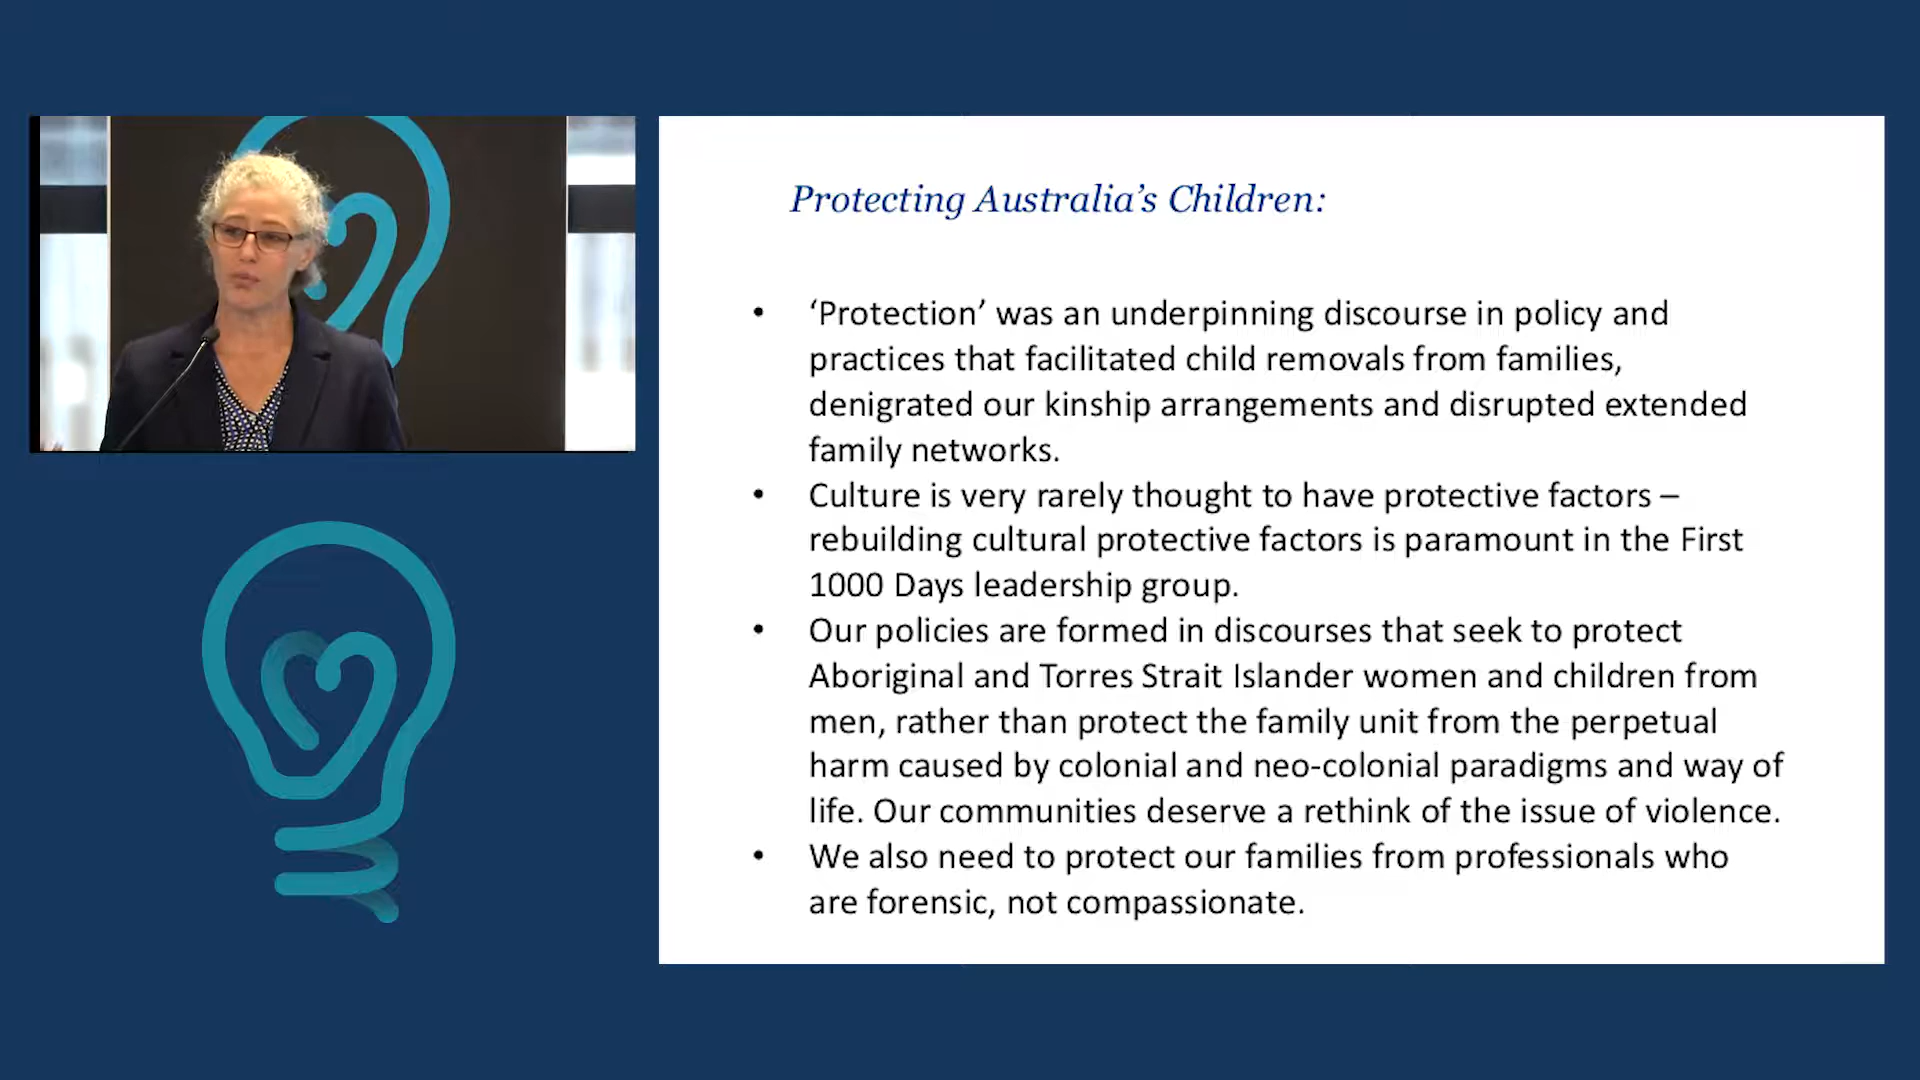 Protecting Australia’s Children:
• ‘Protection’ was an underpinning discourse in policy and
practices that facilitated child removals from families,
denigrated our kinship arrangements and disrupted extended
family networks.
• Culture is very rarely thought to have protective factors –
rebuilding cultural protective factors is paramount in the First
1000 Days leadership group.
• Our policies are formed in discourses that seek to protect
Aboriginal and Torres Strait Islander women and children from
men, rather than protect the family unit from the perpetual
harm caused by colonial and neo-colonial paradigms and way of
life. Our communities deserve a rethink of the issue of violence.
• We also need to protect our families from professionals who
are forensic, not compassionate.